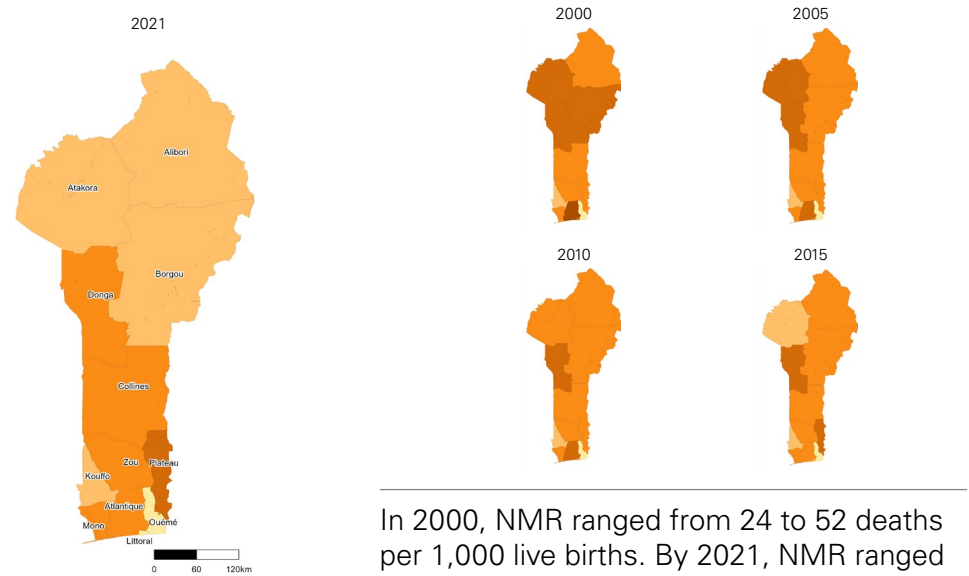 2021
Alibori
Atakora
Borgou
Donga
Collines
Zou
Plateau
Kouffo
Atlantique
Mono
Ouémé
Littoral
0 60 120km
2000
2005
2010
2015
In 2000, NMR ranged from 24 to 52 deaths
per 1,000 live births. By 2021, NMR ranged